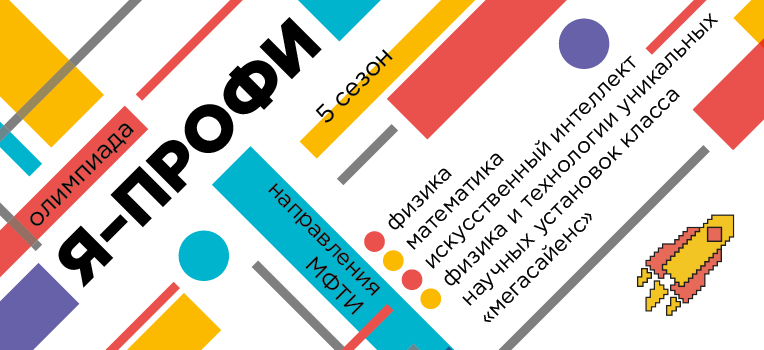 олимпиада
Я-ПРОФИ
5 сезон
направления
МФТИ
физика
математика
искусственный интеллект
физика и технологии уникальных
научных установок класса
«мегасайенс»